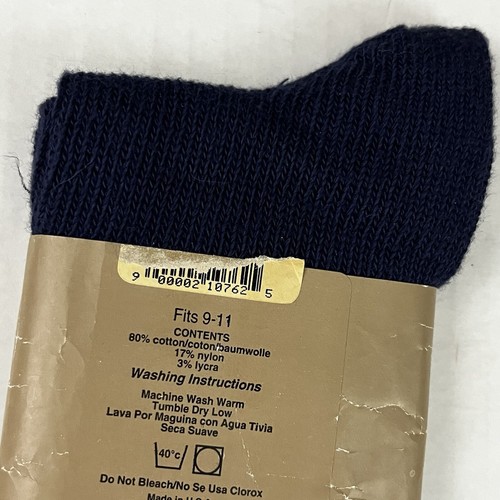 9 00002 10762 5
Fits 9-11
CONTENTS
80% cotton/coton/baumwolle
17% nylon
3% lycra
Washing Instructions
Machine Wash Warm
Tumble Dry Low
Lava Por Maguina con Agua Tivia
Seca Suave
40°c
Do Not Bleach/No Se Usa Clorox
Made in U.S.